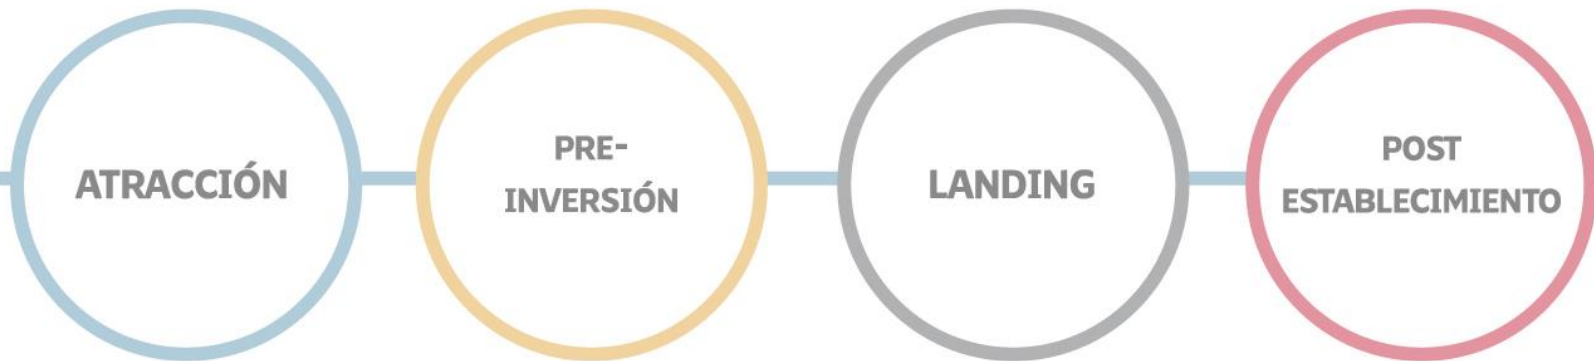 ATRACCIÓN
PRE-
INVERSIÓN
LANDING
POST
ESTABLECIMIENTO